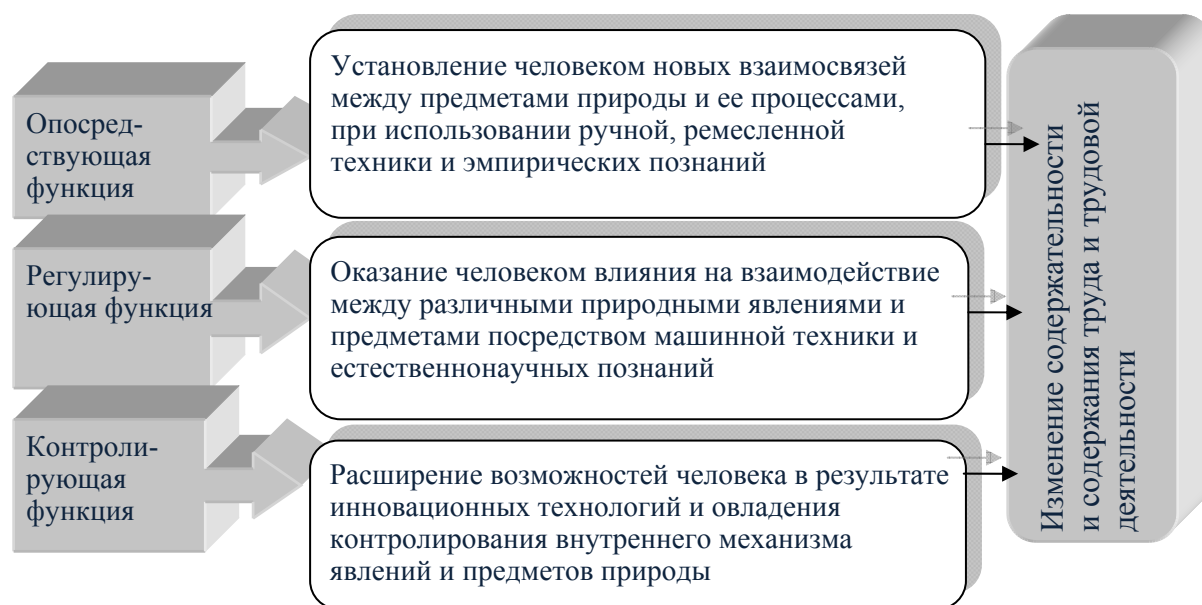 Опосред-
ствующая
функция
Установление человеком новых взаимосвязей
между предметами природы и ее процессами,
при использовании ручной, ремесленной
техники и эмпирических познаний
Регулиру-
ющая функция
Оказание человеком влияния на взаимодействие
между различными природными явлениями и
предметами посредством машинной техники и
естественнонаучных познаний
Контроли-
рующая
функция
Расширение возможностей человека в результате
инновационных технологий и овладения
контролирования внутреннего механизма
явлений и предметов природы
Изменение содержательности
и содержания труда и трудовой
деятельности